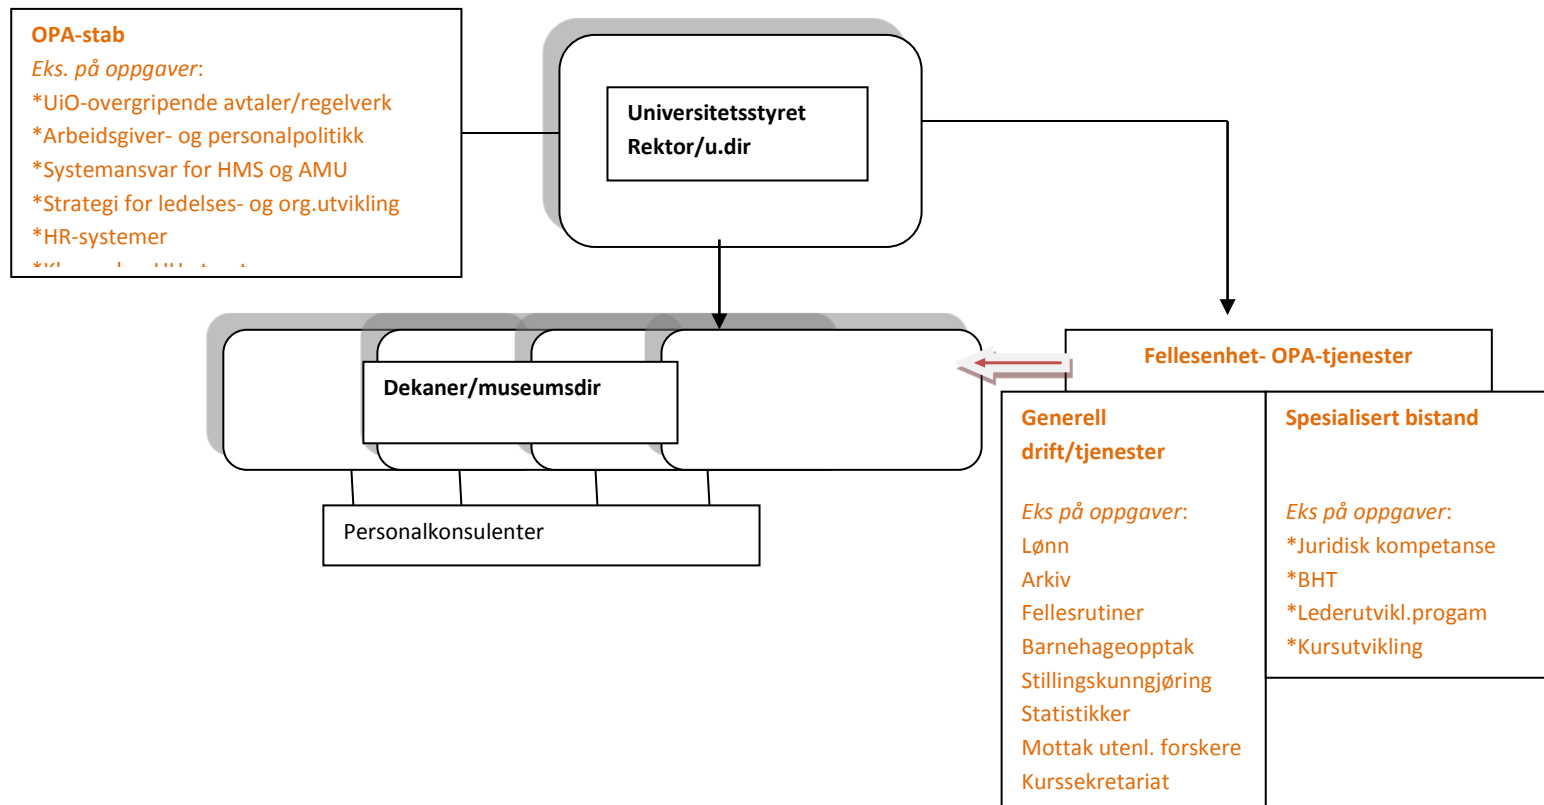 OPA-stab
Eks. på oppgaver:
*UiO-overgripende avtaler/regelverk
*Arbeidsgiver- og personalpolitikk
*Systemansvar for HMS og AMU
*Strategi for ledelses- og org.utvikling
*HR-systemer
Universitetsstyret
Rektor/u.dir
Dekaner/museumsdir
Personalkonsulenter
Fellesenhet- OPA-tjenester
Generell
drift/tjenester
Eks på oppgaver:
Lønn
Arkiv
Fellesrutiner
Barnehageopptak
Stillingskunngjøring
Statistikker
Mottak utenl. forskere
Kurssekretariat
Spesialisert bistand
Eks på oppgaver:
*Juridisk kompetanse
*BHT
*Lederutvikl.progam
*Kursutvikling